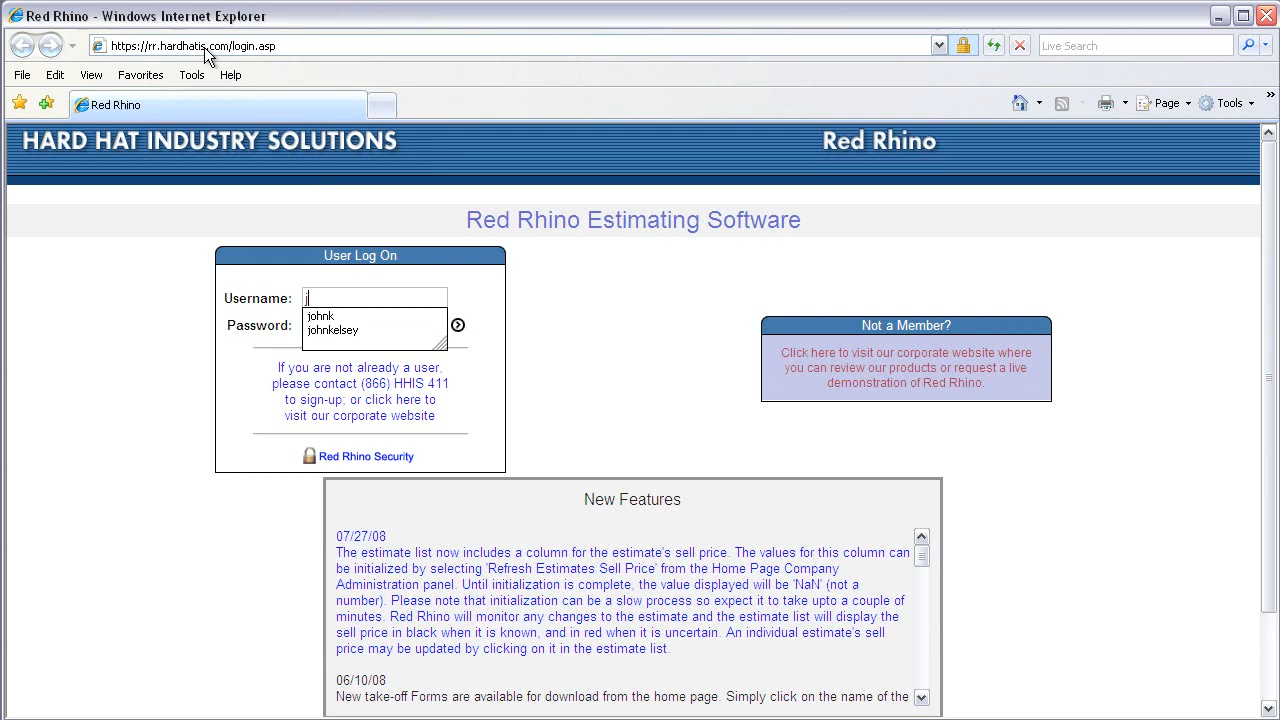 Red Rhino - Windows Internet Explorer
https://rr.hardhatis.com/login.asp
Live Search
File Edit View Favorites Tools Help
Red Rhino
Page Tools
HARD HAT INDUSTRY SOLUTIONS Red Rhino
Red Rhino Estimating Software
User Log On
Username: j
johnk
johnkelsey
Password:
If you are not already a user,
please contact (866) HHIS 411
to sign-up; or click here to
visit our corporate website
Red Rhino Security
Not a Member?
Click here to visit our corporate website where
you can review our products or request a live
demonstration of Red Rhino.
New Features
07/27/08
The estimate list now includes a column for the estimate's sell price. The values for this column can
be initialized by selecting 'Refresh Estimates Sell Price' from the Home Page Company
Administration panel. Until initialization is complete, the value displayed will be 'NaN' (not a
number). Please note that initialization can be a slow process so expect it to take upto a couple of
minutes. Red Rhino will monitor any changes to the estimate and the estimate list will display the
sell price in black when it is known, and in red when it is uncertain. An individual estimate's sell
price may be updated by clicking on it in the estimate list.
06/10/08
New take-off Forms are available for download from the home page. Simply click on the name of the